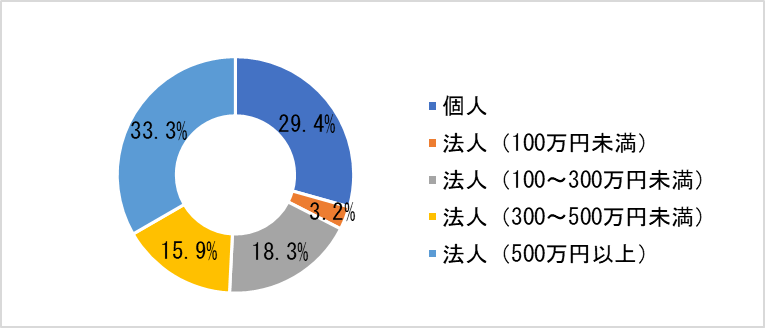 33.3%
29.4%
3.2%
15.9%
18.3%
個人
法人（100万円未満）
法人（100～300万円未満）
法人（300～500万円未満）
法人（500万円以上）